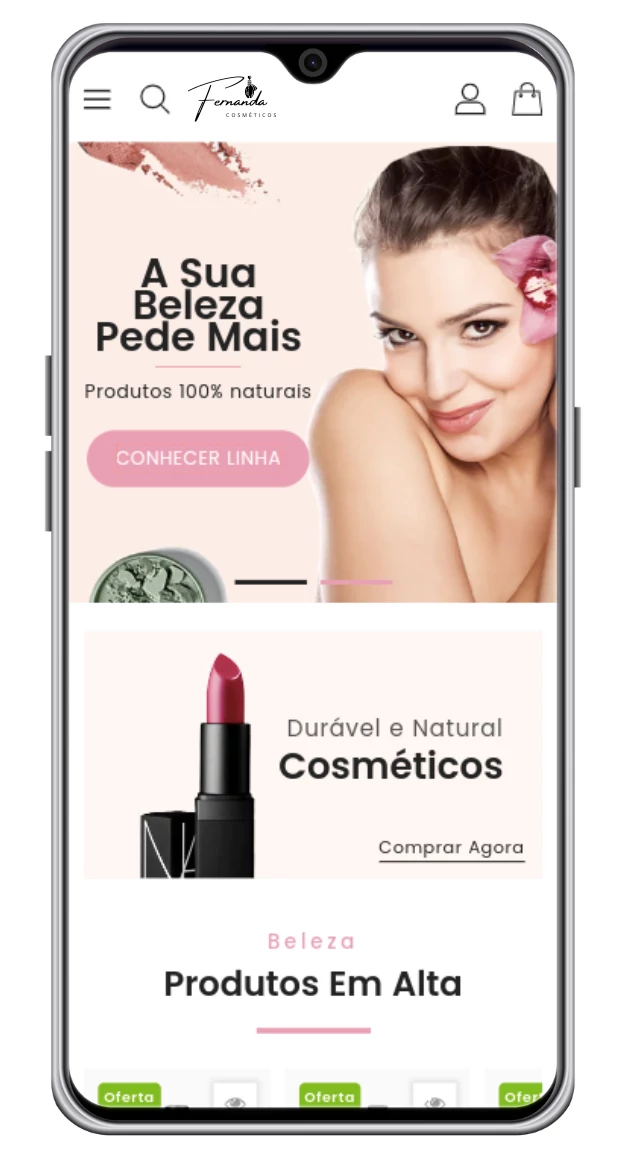 Fernanda
COSMÉTICOS
A Sua
Beleza
Pede Mais
Produtos 100% naturais
CONHECER LINHA
Durável e Natural
Cosméticos
Comprar Agora
Beleza
Produtos Em Alta
Oferta
Oferta
Ofer